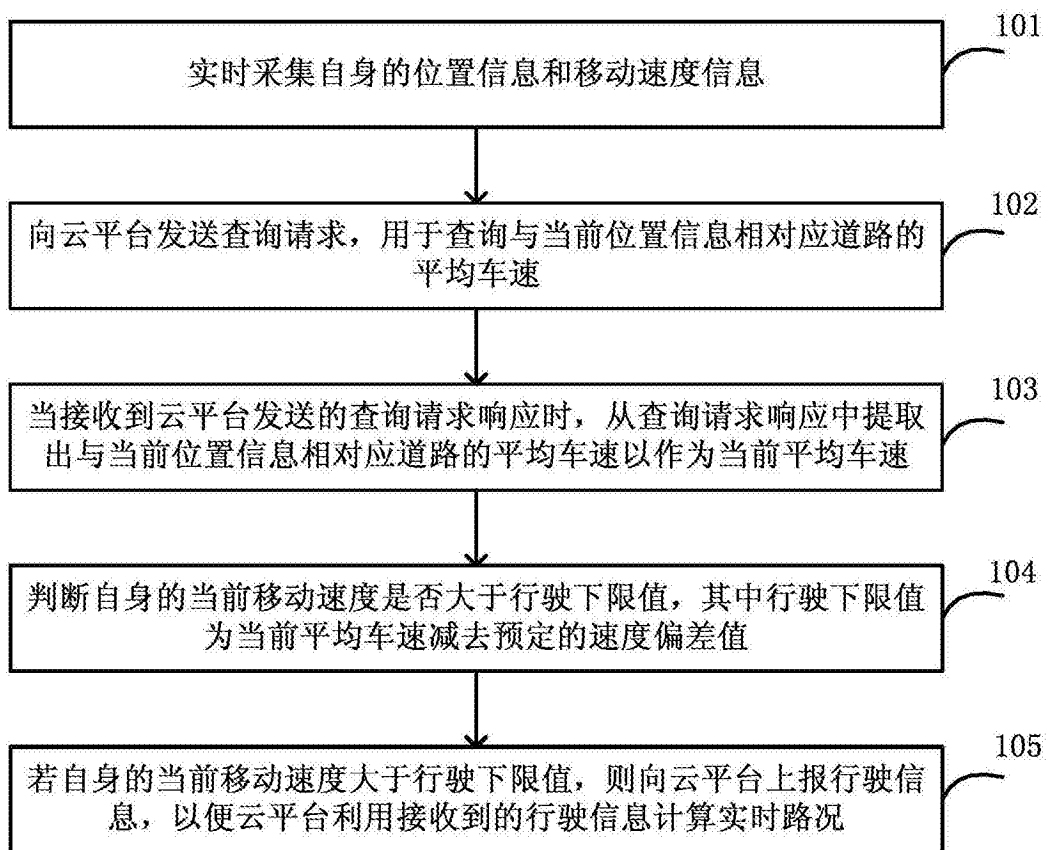 101
实时采集自身的位置信息和移动速度信息
102
向云平台发送查询请求，用于查询与当前位置信息相对应道路的
平均车速
103
当接收到云平台发送的查询请求响应时，从查询请求响应中提取
出与当前位置信息相对应道路的平均车速以作为当前平均车速
104
判断自身的当前移动速度是否大于行驶下限值，其中行驶下限值
为当前平均车速减去预定的速度偏差值
105
若自身的当前移动速度大于行驶下限值，则向云平台上报行驶信
息，以便云平台利用接收到的行驶信息计算实时路况